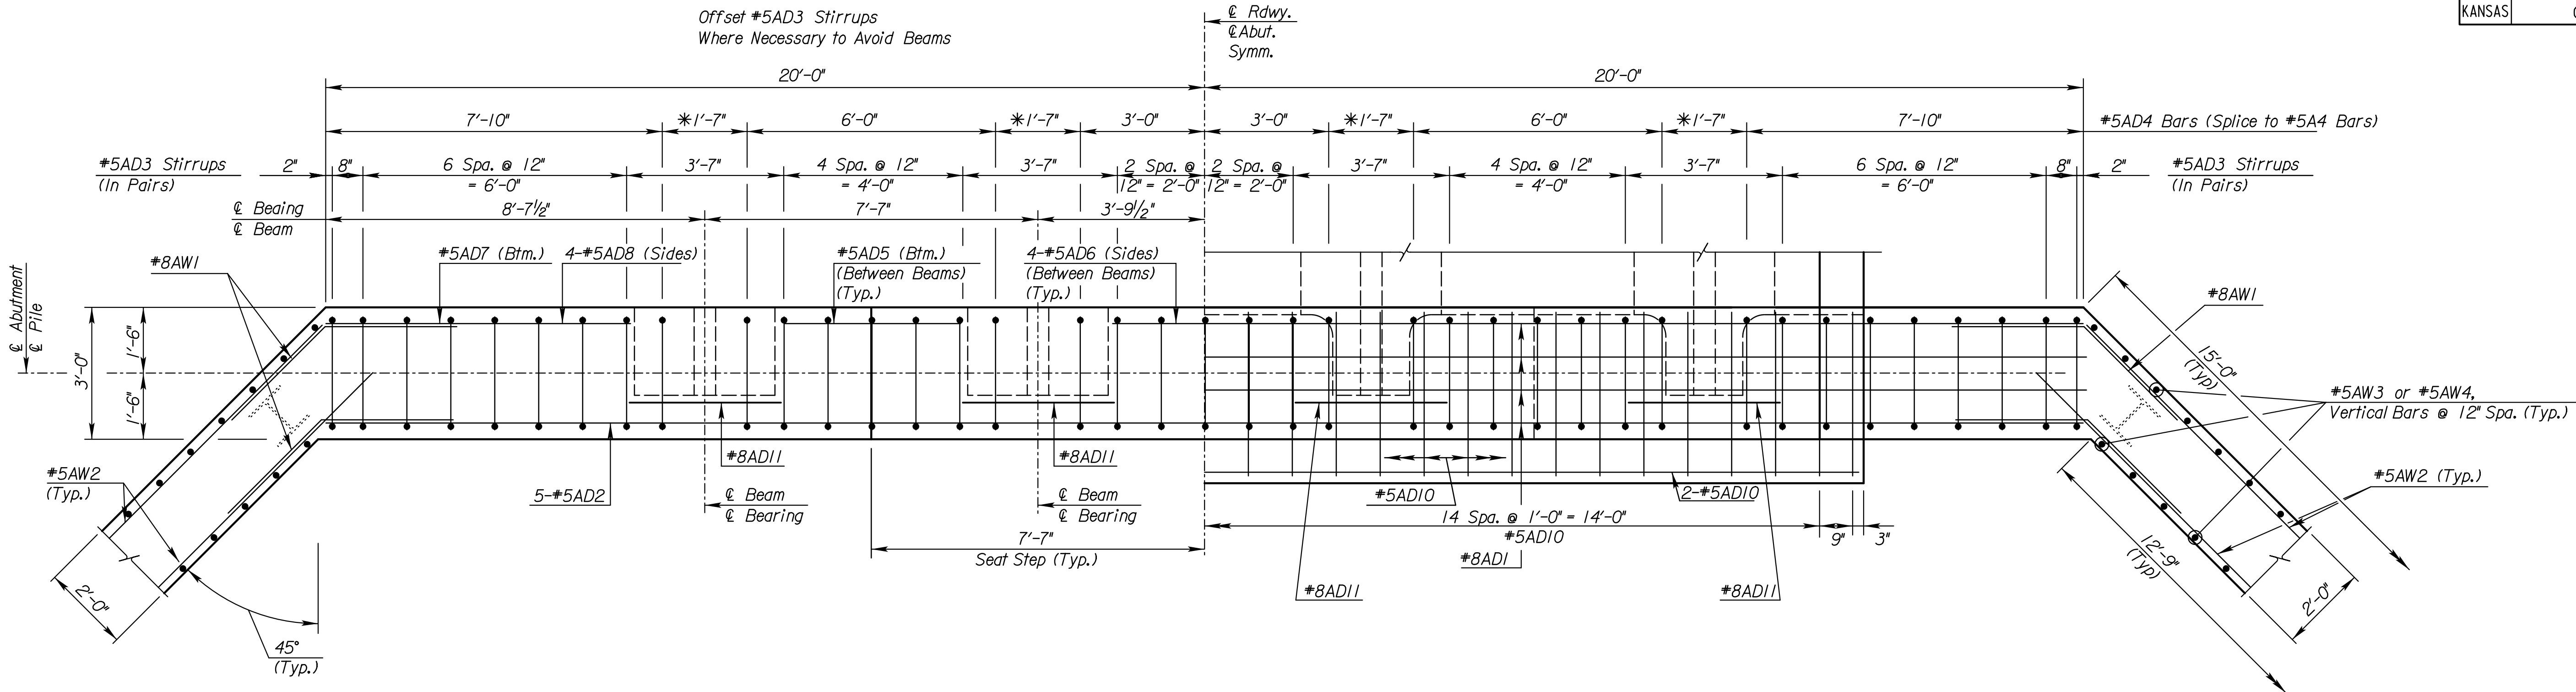 Offset #5AD3 Stirrups
Where Necessary to Avoid Beams
℄ Rdwy.
℄ Abut.
Symm.
KANSAS
20'-0"
20'-0"
7'-10"
✳1'-7"
6'-0"
✳1'-7"
3'-0"
3'-0"
✳1'-7"
6'-0"
✳1'-7"
7'-10"
#5AD4 Bars (Splice to #5A4 Bars)
#5AD3 Stirrups
(In Pairs)
2"
8"
6 Spa. @ 12"
= 6'-0"
3'-7"
4 Spa. @ 12"
= 4'-0"
3'-7"
2 Spa. @
12" = 2'-0"
2 Spa. @
12" = 2'-0"
3'-7"
4 Spa. @ 12"
= 4'-0"
3'-7"
6 Spa. @ 12"
= 6'-0"
8"
2"
#5AD3 Stirrups
(In Pairs)
℄ Beaing
℄ Beam
8'-7½"
7'-7"
3'-9½"
℄ Abutment
℄ Pile
#8AW1
#5AD7 (Btm.)
4-#5AD8 (Sides)
#5AD5 (Btm.)
(Between Beams)
(Typ.)
4-#5AD6 (Sides)
(Between Beams)
(Typ.)
#8AW1
3'-0"
1'-6"
1'-6"
15'-0"
(Typ)
#5AW3 or #5AW4,
Vertical Bars @ 12" Spa. (Typ.)
#5AW2
(Typ.)
5-#5AD2
#8AD11
℄ Beam
℄ Bearing
#8AD11
℄ Beam
℄ Bearing
#5AD10
2-#5AD10
#5AW2 (Typ.)
14 Spa. @ 1'-0" = 14'-0"
#5AD10
9"
3"
7'-7"
Seat Step (Typ.)
#8AD1
#8AD11
#8AD11
12'-9"
(Typ)
2'-0"
2'-0"
45°
(Typ.)